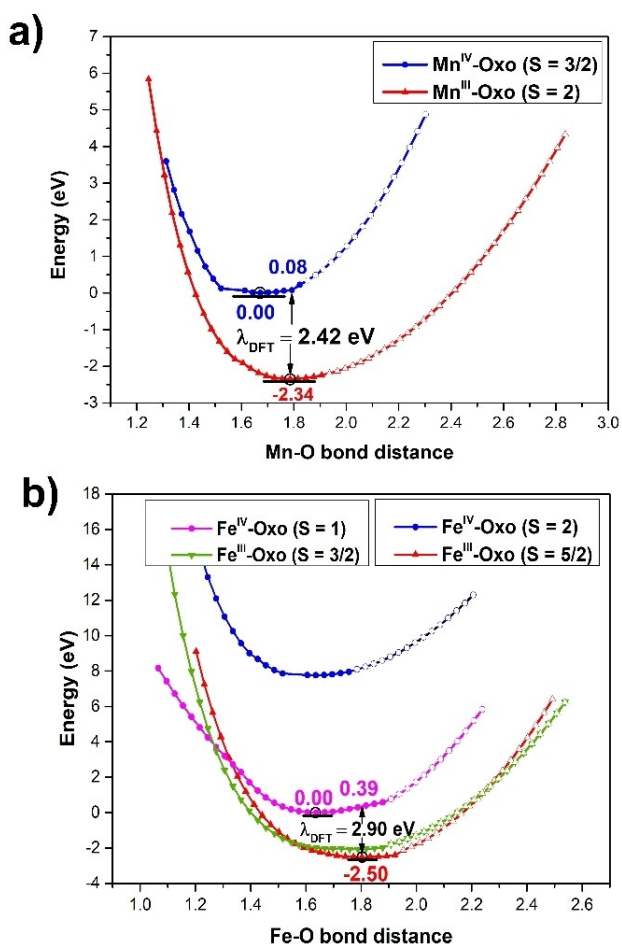 a)
7
6
5
4
3
2
1
0
-1
-2
-3
Energy (eV)
Mn^IV-Oxo (S = 3/2)
Mn^III-Oxo (S = 2)
0.08
0.00
λ_DFT = 2.42 eV
-2.34
1.2 1.4 1.6 1.8 2.0 2.2 2.4 2.6 2.8 3.0
Mn-O bond distance
b)
18
16
14
12
10
8
6
4
2
0
-2
-4
Energy (eV)
Fe^IV-Oxo (S = 1)
Fe^III-Oxo (S = 3/2)
Fe^IV-Oxo (S = 2)
Fe^III-Oxo (S = 5/2)
0.00 0.39
λ_DFT = 2.90 eV
-2.50
1.0 1.2 1.4 1.6 1.8 2.0 2.2 2.4 2.6
Fe-O bond distance